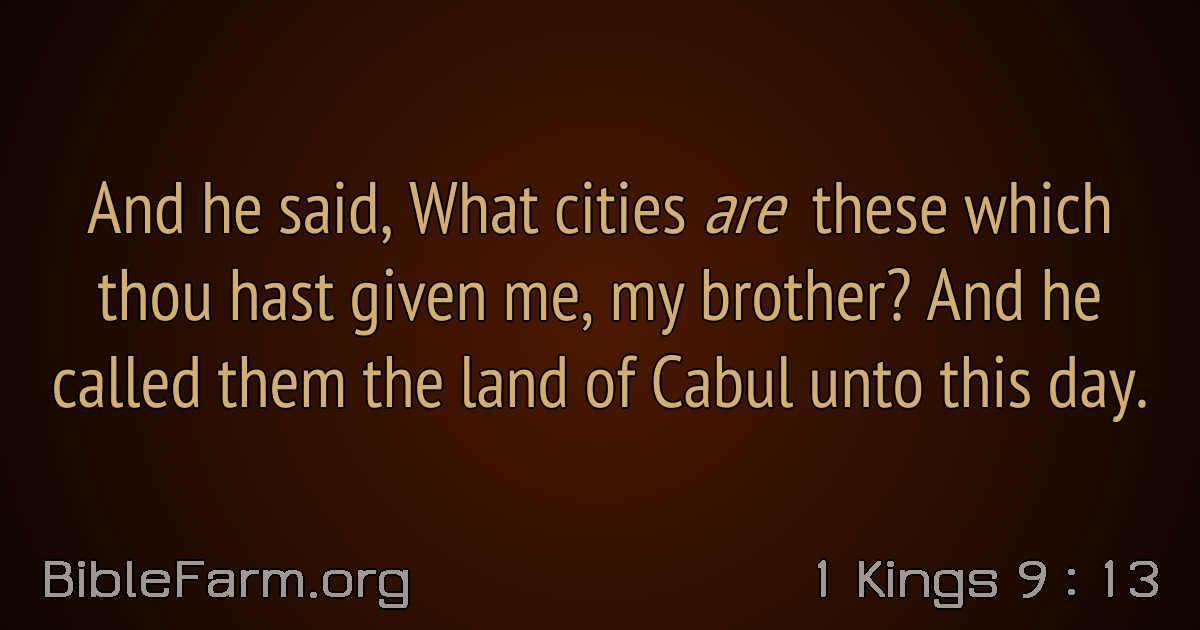 And he said, What cities are these which
thou hast given me, my brother? And he
called them the land of Cabul unto this day.
BibleFarm.org
1 Kings 9 : 13